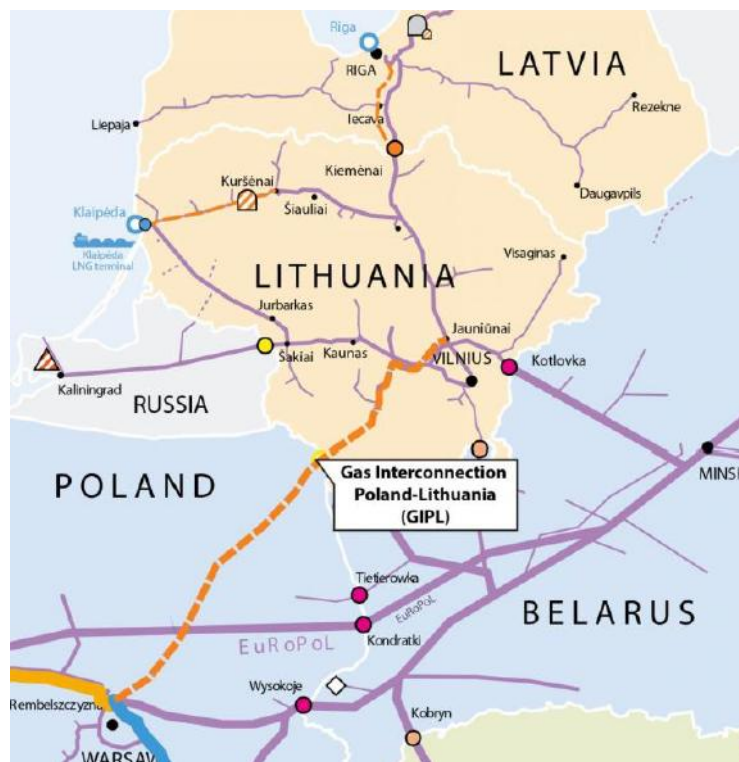 Riga
RIGA
LATVIA
Iecava
Rezekne
Liepaja
Kiemėnai
Kuršėnai
Daugavpils
Šiauliai
Klaipėda
Klaipėda
LNG terminal
Visaginas
LITHUANIA
Jurbarkas
Jauniūnai
Šakiai
Kaunas
VILNIUS
Kotlovka
Kaliningrad
RUSSIA
Gas Interconnection
Poland-Lithuania
(GIPL)
POLAND
MINS
Tietierowka
EuRoPoL
BELARUS
EuRoPoL
Kondratki
Wysokoje
Rembelszczyzna
Kobryn
WARSAW